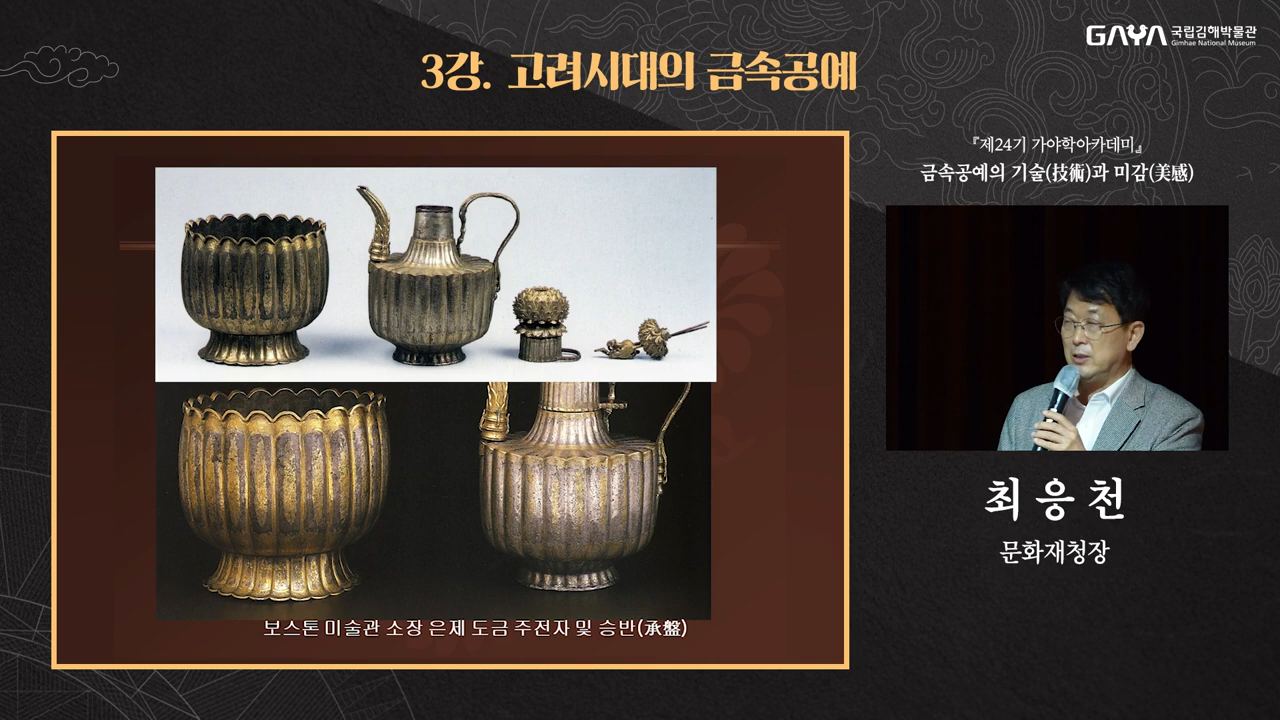 GAYA 국립김해박물관
Gimhae National Museum
3강. 고려시대의 금속공예
『제24기 가야학아카데미』
금속공예의 기술(技術)과 미감(美感)
최응천
문화재청장
보스톤 미술관 소장 은제 도금 주전자 및 승반(承盤)